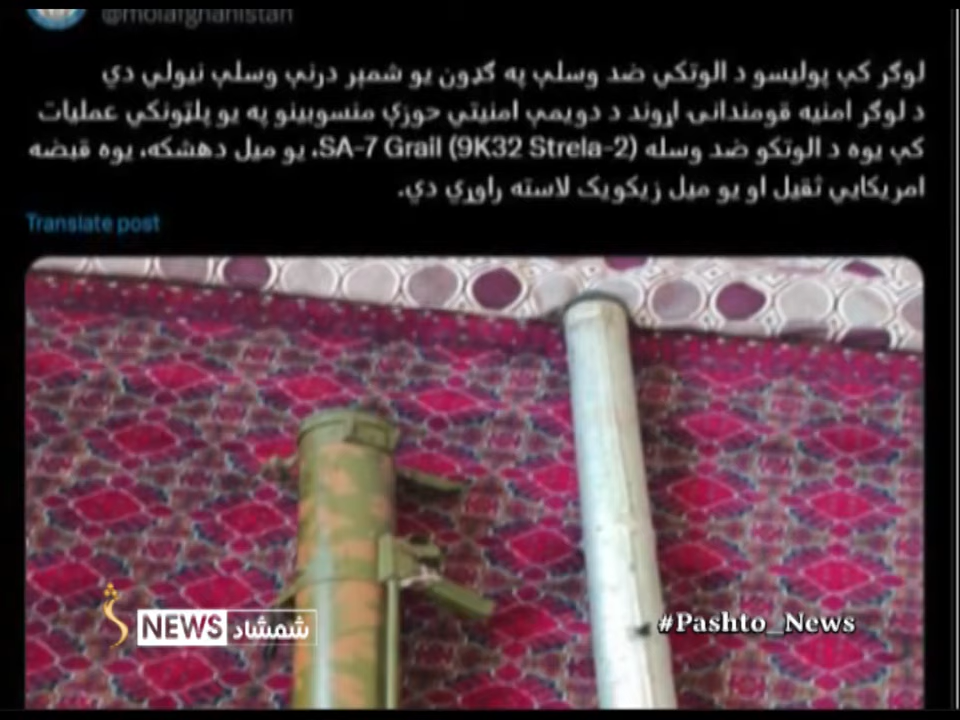 @moiafghanistan
لوګر کې پولیسو د الوتکې ضد وسلې په ګډون یو شمېر درنې وسلې نیولې دي
د لوګر امنیه قومندانۍ اړوند د دویمې امنیتي حوزې منسوبینو په یو پلټونکي عملیات
کې یوه د الوتکو ضد وسله SA-7 Grail (9K32 Strela-2)، یو میل دهشکه، یوه قبضه
امریکایي ثقیل او یو میل زیکویک لاسته راوړي دي.
Translate post
NEWS شمشاد
#Pashto_News